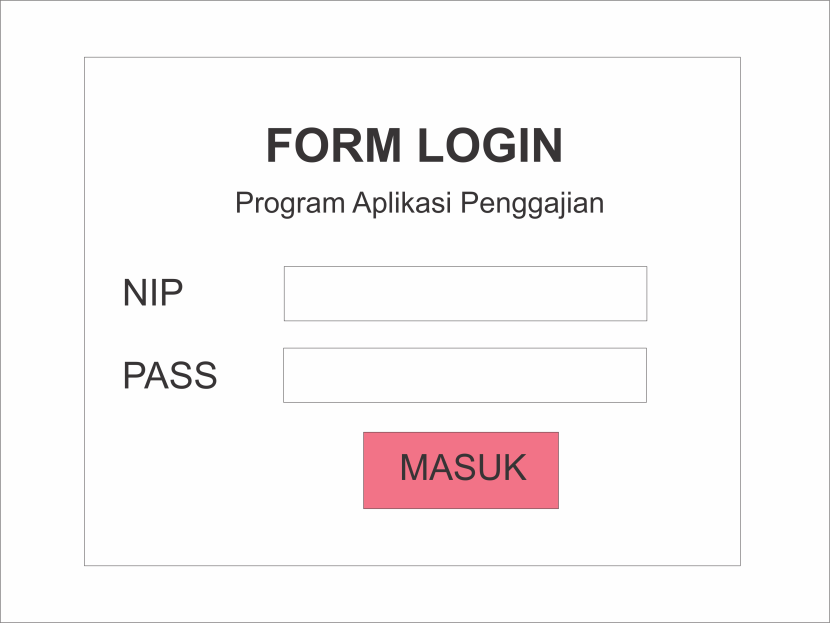 FORM LOGIN
Program Aplikasi Penggajian
NIP
PASS
MASUK